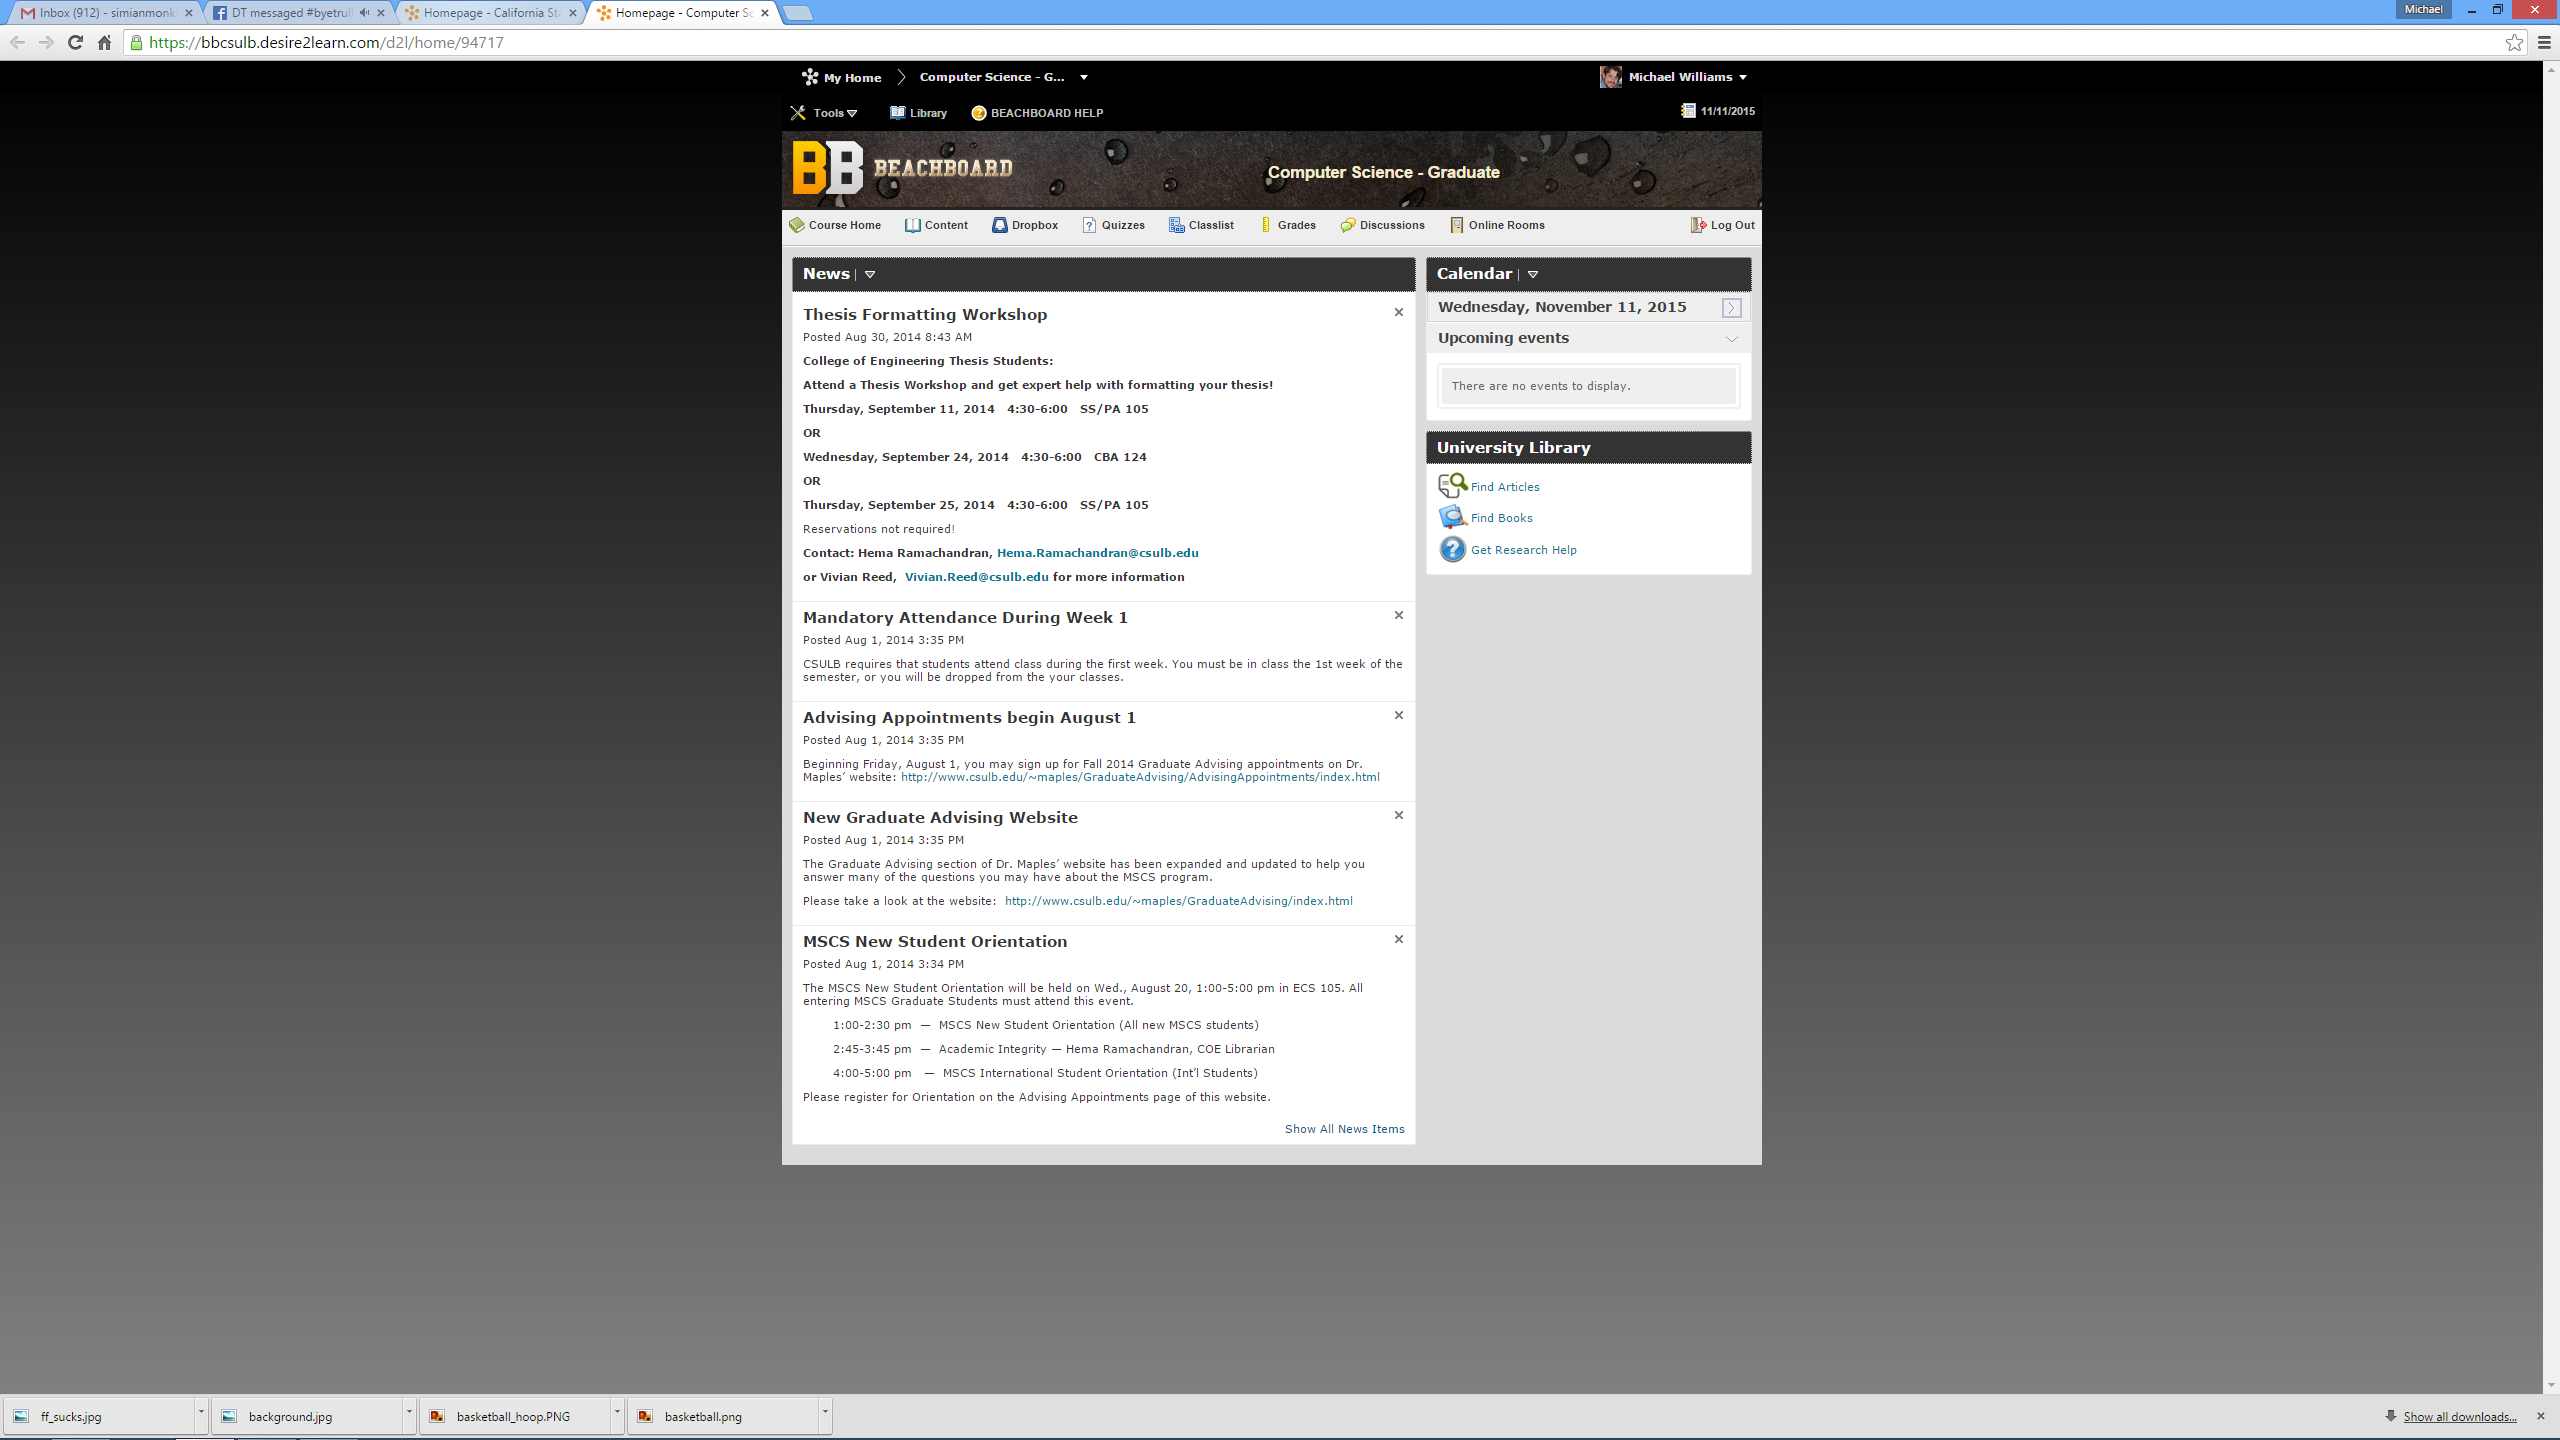 Inbox (912) - simianmonk
DT messaged #byetrull
Homepage - California Sta
Homepage - Computer Sc
Michael
https://bbcsulb.desire2learn.com/d2l/home/94717
My Home
Computer Science - G...
Michael Williams
Tools
Library
BEACHBOARD HELP
11/11/2015
BB BEACHBOARD
Computer Science - Graduate
Course Home
Content
Dropbox
Quizzes
Classlist
Grades
Discussions
Online Rooms
Log Out
News
Thesis Formatting Workshop
Posted Aug 30, 2014 8:43 AM
College of Engineering Thesis Students:
Attend a Thesis Workshop and get expert help with formatting your thesis!
Thursday, September 11, 2014 4:30-6:00 SS/PA 105
OR
Wednesday, September 24, 2014 4:30-6:00 CBA 124
OR
Thursday, September 25, 2014 4:30-6:00 SS/PA 105
Reservations not required!
Contact: Hema Ramachandran, Hema.Ramachandran@csulb.edu
or Vivian Reed, Vivian.Reed@csulb.edu for more information
Mandatory Attendance During Week 1
Posted Aug 1, 2014 3:35 PM
CSULB requires that students attend class during the first week. You must be in class the 1st week of the
semester, or you will be dropped from the your classes.
Advising Appointments begin August 1
Posted Aug 1, 2014 3:35 PM
Beginning Friday, August 1, you may sign up for Fall 2014 Graduate Advising appointments on Dr.
Maples’ website: http://www.csulb.edu/~maples/GraduateAdvising/AdvisingAppointments/index.html
New Graduate Advising Website
Posted Aug 1, 2014 3:35 PM
The Graduate Advising section of Dr. Maples’ website has been expanded and updated to help you
answer many of the questions you may have about the MSCS program.
Please take a look at the website: http://www.csulb.edu/~maples/GraduateAdvising/index.html
MSCS New Student Orientation
Posted Aug 1, 2014 3:34 PM
The MSCS New Student Orientation will be held on Wed., August 20, 1:00-5:00 pm in ECS 105. All
entering MSCS Graduate Students must attend this event.
1:00-2:30 pm — MSCS New Student Orientation (All new MSCS students)
2:45-3:45 pm — Academic Integrity — Hema Ramachandran, COE Librarian
4:00-5:00 pm — MSCS International Student Orientation (Int’l Students)
Please register for Orientation on the Advising Appointments page of this website.
Show All News Items
Calendar
Wednesday, November 11, 2015
Upcoming events
There are no events to display.
University Library
Find Articles
Find Books
Get Research Help
ff_sucks.jpg
background.jpg
basketball_hoop.PNG
basketball.png
Show all downloads...